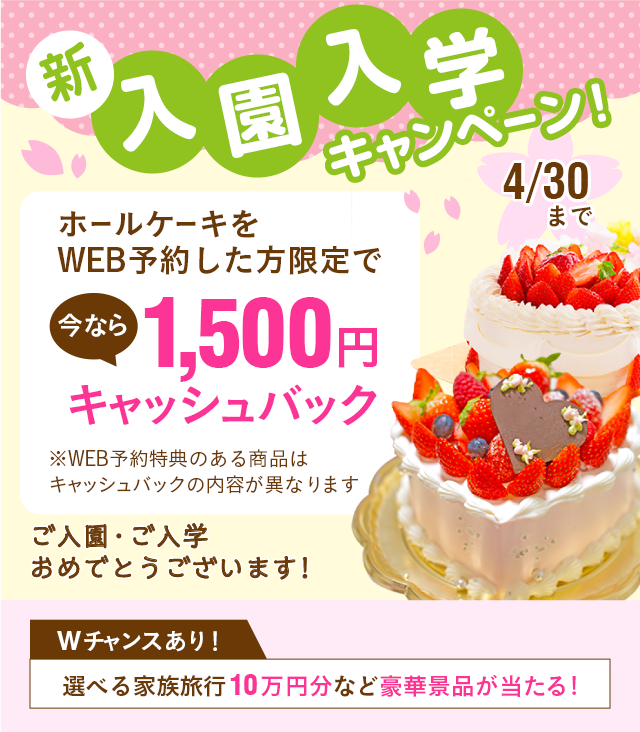 新入園入学
キャンペーン！
4/30
まで
ホールケーキを
WEB予約した方限定で
今なら
1,500円
キャッシュバック
※WEB予約特典のある商品は
キャッシュバックの内容が異なります
ご入園・ご入学
おめでとうございます！
Wチャンスあり！
選べる家族旅行10万円分など豪華景品が当たる！